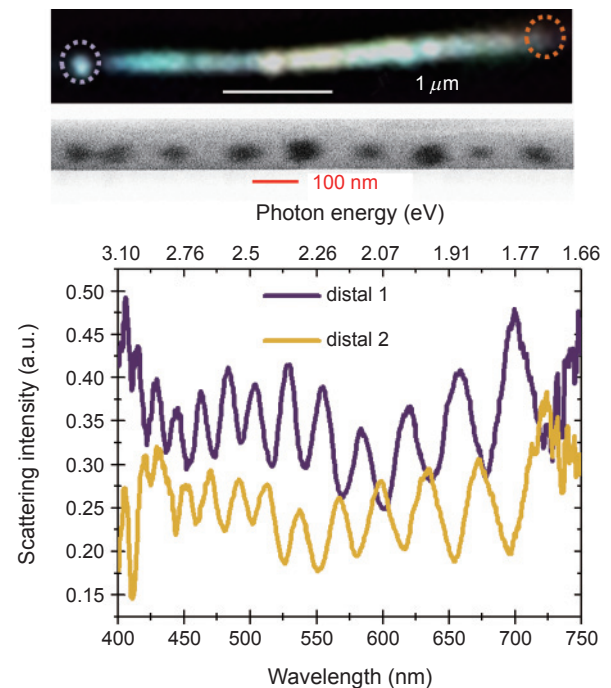 1 μm
100 nm
Photon energy (eV)
3.10 2.76 2.5 2.26 2.07 1.91 1.77 1.66
distal 1
distal 2
Scattering intensity (a.u.)
0.50
0.45
0.40
0.35
0.30
0.25
0.20
0.15
400 450 500 550 600 650 700 750
Wavelength (nm)